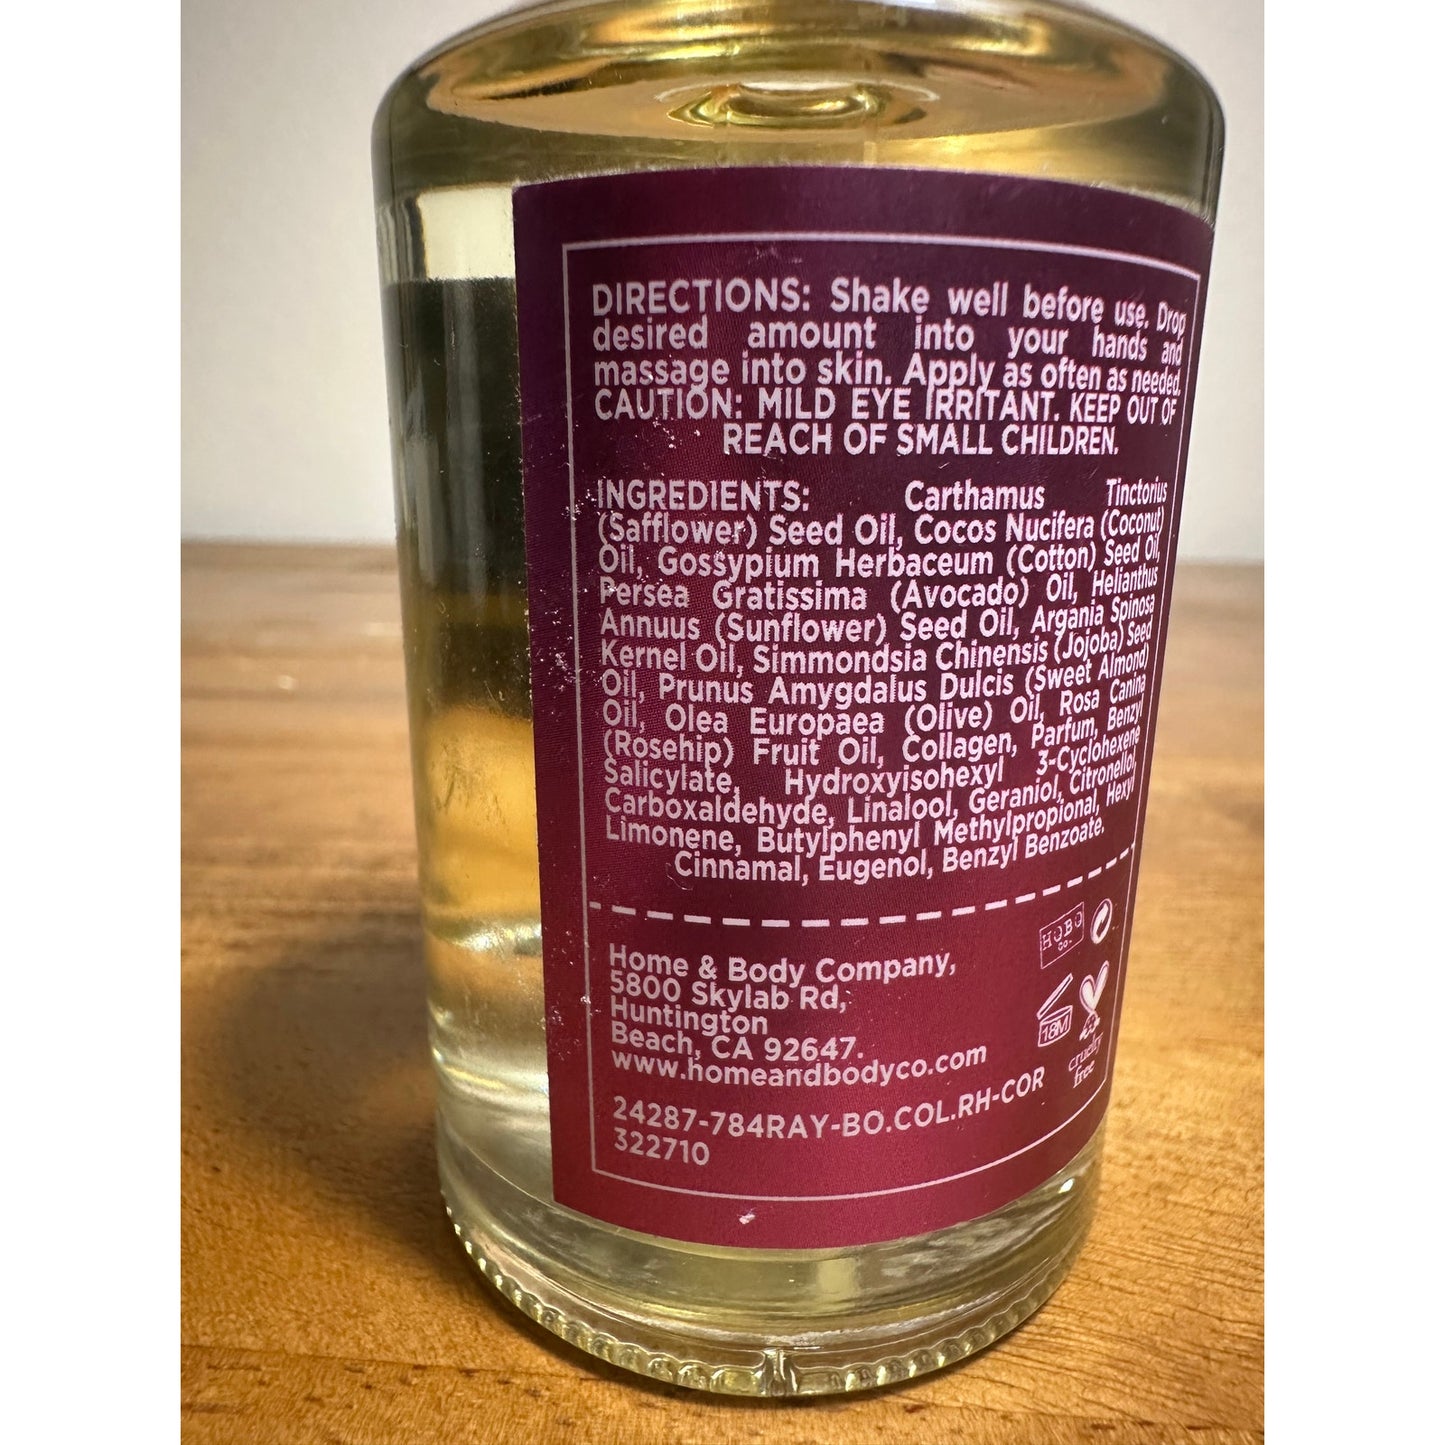 DIRECTIONS: Shake well before use. Drop
desired amount into your hands and
massage into skin. Apply as often as needed.
CAUTION: MILD EYE IRRITANT. KEEP OUT OF
REACH OF SMALL CHILDREN.
INGREDIENTS: Carthamus Tinctorius
(Safflower) Seed Oil, Cocos Nucifera (Coconut)
Oil, Gossypium Herbaceum (Cotton) Seed Oil,
Persea Gratissima (Avocado) Oil, Helianthus
Annuus (Sunflower) Seed Oil, Argania Spinosa
Kernel Oil, Simmondsia Chinensis (Jojoba) Seed
Oil, Prunus Amygdalus Dulcis (Sweet Almond)
Oil, Olea Europaea (Olive) Oil, Rosa Canina
(Rosehip) Fruit Oil, Collagen, Parfum, Benzyl
Salicylate, Hydroxyisohexyl 3-Cyclohexene
Carboxaldehyde, Linalool, Geraniol, Citronellol,
Limonene, Butylphenyl Methylpropional, Hexyl
Cinnamal, Eugenol, Benzyl Benzoate.
Home & Body Company,
5800 Skylab Rd,
Huntington
Beach, CA 92647.
www.homeandbodyco.com
24287-784RAY-BO.COL.RH-COR
322710
HOBO
CO.
18M
cruelty
free